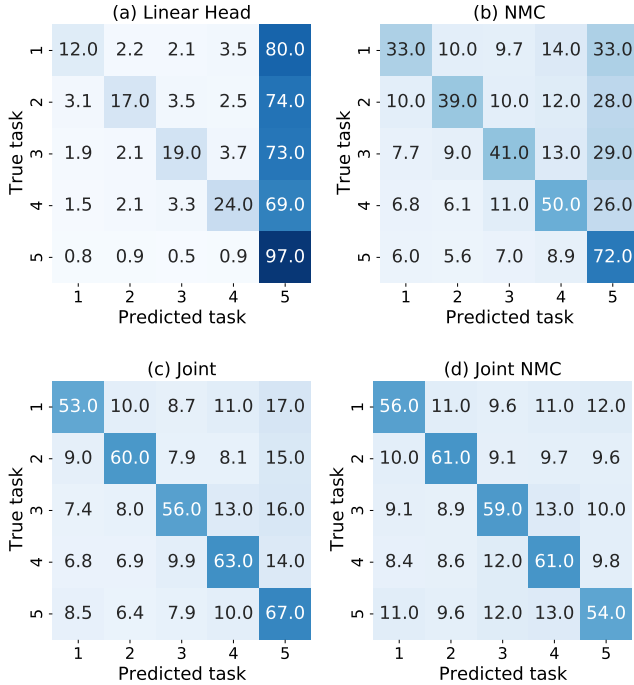 (a) Linear Head
True task
1 12.0 2.2 2.1 3.5 80.0
2 3.1 17.0 3.5 2.5 74.0
3 1.9 2.1 19.0 3.7 73.0
4 1.5 2.1 3.3 24.0 69.0
5 0.8 0.9 0.5 0.9 97.0
1 2 3 4 5
Predicted task
(b) NMC
True task
1 33.0 10.0 9.7 14.0 33.0
2 10.0 39.0 10.0 12.0 28.0
3 7.7 9.0 41.0 13.0 29.0
4 6.8 6.1 11.0 50.0 26.0
5 6.0 5.6 7.0 8.9 72.0
1 2 3 4 5
Predicted task
(c) Joint
True task
1 53.0 10.0 8.7 11.0 17.0
2 9.0 60.0 7.9 8.1 15.0
3 7.4 8.0 56.0 13.0 16.0
4 6.8 6.9 9.9 63.0 14.0
5 8.5 6.4 7.9 10.0 67.0
1 2 3 4 5
Predicted task
(d) Joint NMC
True task
1 56.0 11.0 9.6 11.0 12.0
2 10.0 61.0 9.1 9.7 9.6
3 9.1 8.9 59.0 13.0 10.0
4 8.4 8.6 12.0 61.0 9.8
5 11.0 9.6 12.0 13.0 54.0
1 2 3 4 5
Predicted task